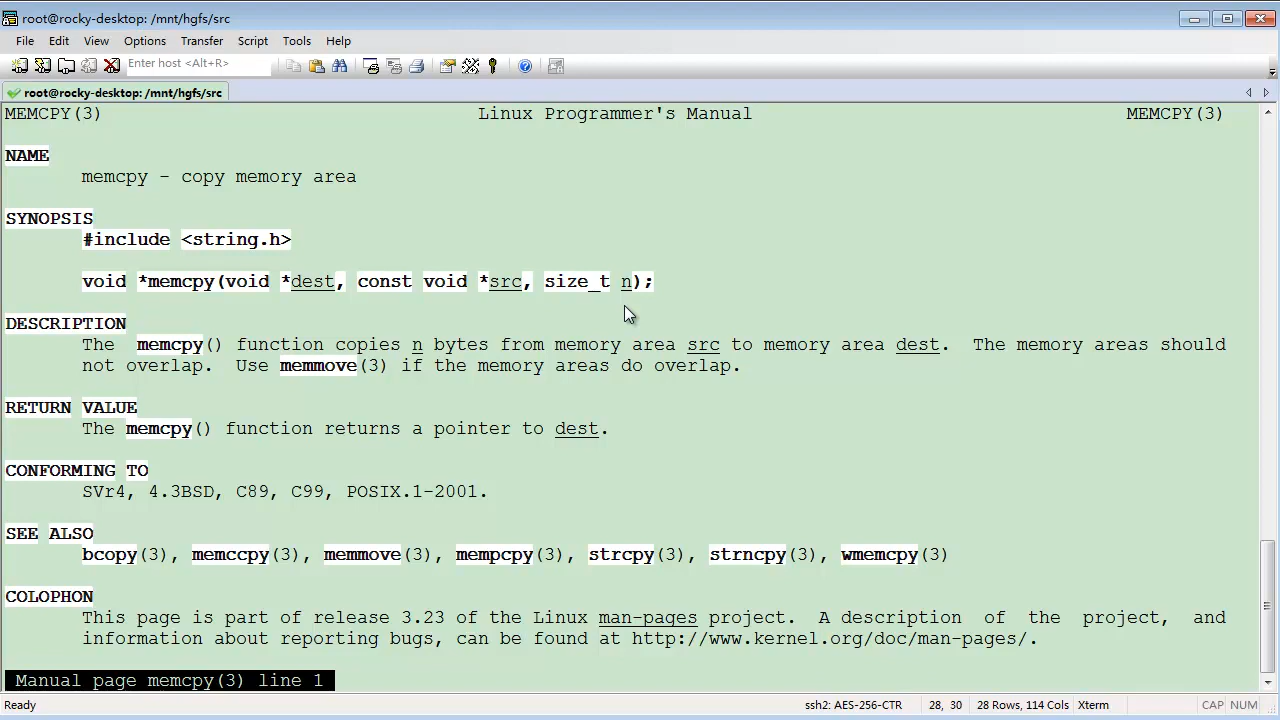 root@rocky-desktop: /mnt/hgfs/src
File Edit View Options Transfer Script Tools Help
Enter host <Alt+R>
root@rocky-desktop: /mnt/hgfs/src
MEMCPY(3) Linux Programmer's Manual MEMCPY(3)
NAME
memcpy - copy memory area
SYNOPSIS
#include <string.h>
void *memcpy(void *dest, const void *src, size_t n);
DESCRIPTION
The memcpy() function copies n bytes from memory area src to memory area dest. The memory areas should
not overlap. Use memmove(3) if the memory areas do overlap.
RETURN VALUE
The memcpy() function returns a pointer to dest.
CONFORMING TO
SVr4, 4.3BSD, C89, C99, POSIX.1-2001.
SEE ALSO
bcopy(3), memccpy(3), memmove(3), mempcpy(3), strcpy(3), strncpy(3), wmemcpy(3)
COLOPHON
This page is part of release 3.23 of the Linux man-pages project. A description of the project, and
information about reporting bugs, can be found at http://www.kernel.org/doc/man-pages/.
Manual page memcpy(3) line 1
Ready ssh2: AES-256-CTR 28, 30 28 Rows, 114 Cols Xterm CAP NUM